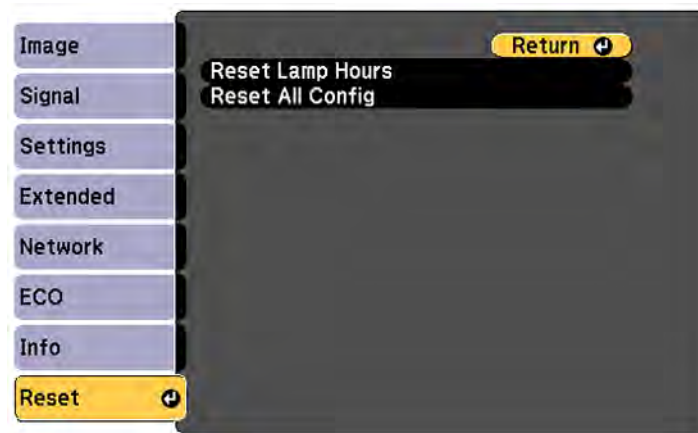 Image
Signal
Settings
Extended
Network
ECO
Info
Reset
Return
Reset Lamp Hours
Reset All Config